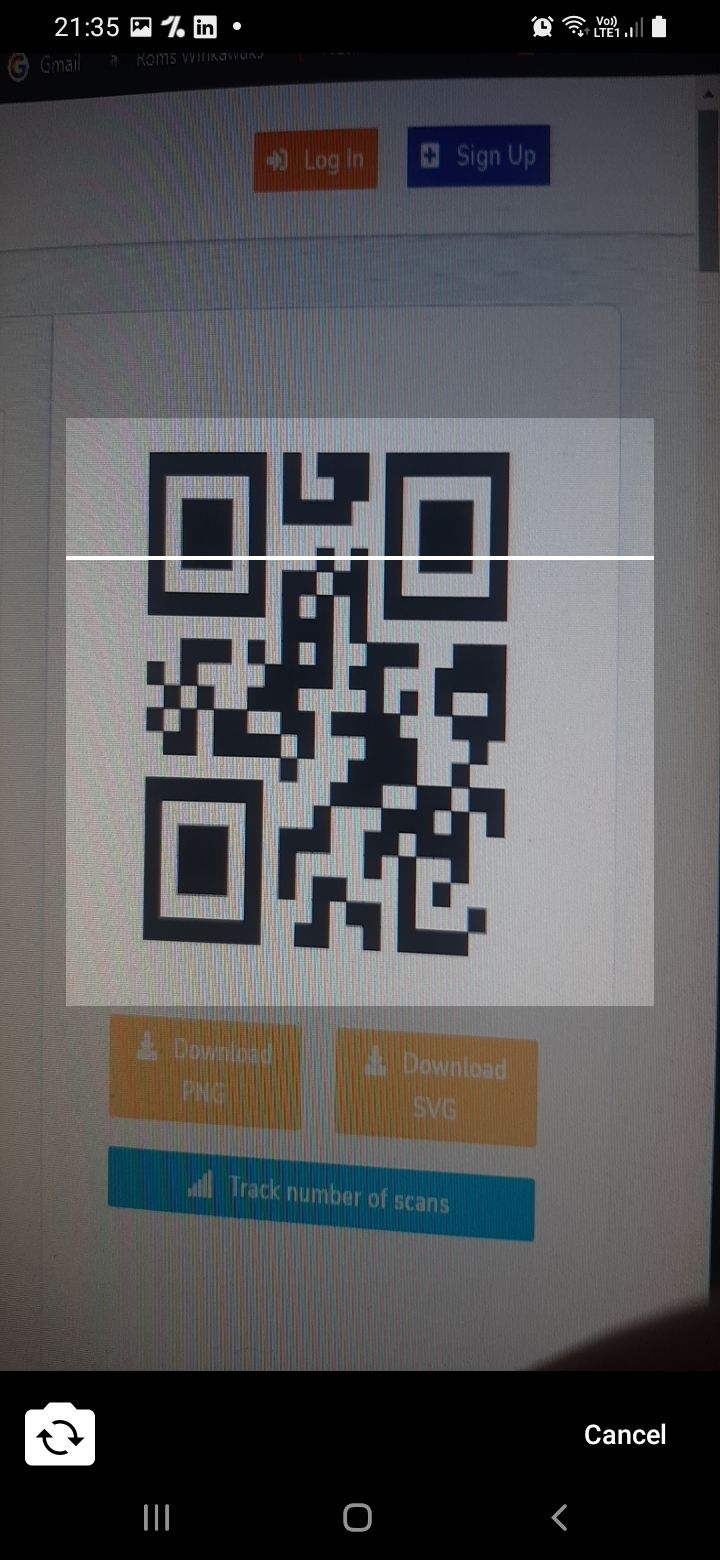 21:35
Vo)) LTE1
Gmail
Roms Winkawaks
Log In
Sign Up
Download PNG
Download SVG
Track number of scans
Cancel